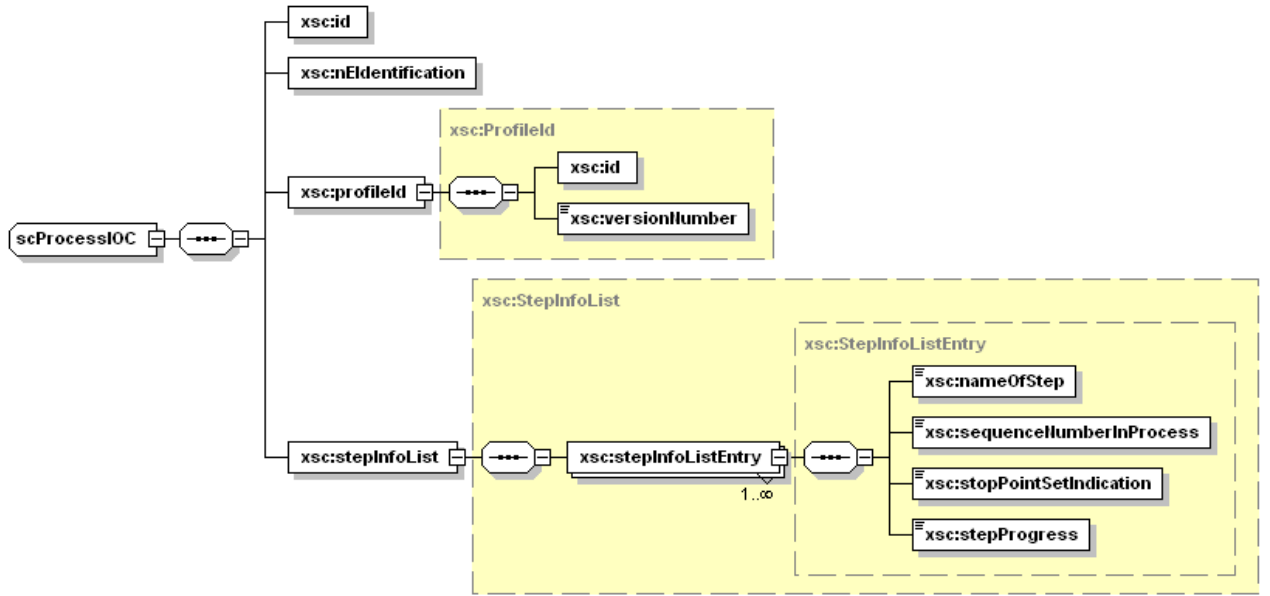 xsc:id
xsc:nEIdentification
xsc:ProfileId
xsc:id
xsc:profileId
xsc:versionNumber
scProcessIOC
xsc:StepInfoList
xsc:StepInfoListEntry
xsc:nameOfStep
xsc:sequenceNumberInProcess
xsc:stepInfoList
xsc:stepInfoListEntry
1..∞
xsc:stopPointSetIndication
xsc:stepProgress